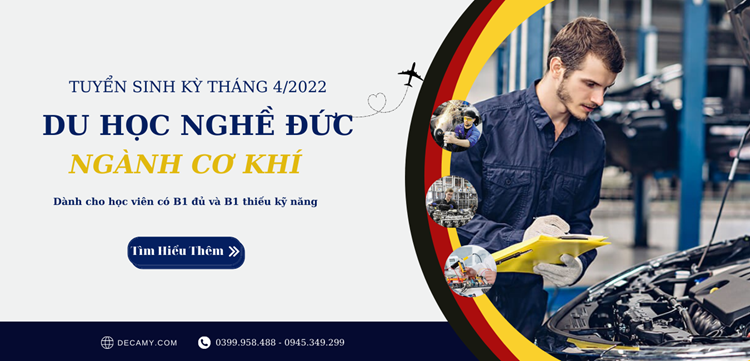 TUYỂN SINH KỲ THÁNG 4/2022
DU HỌC NGHỀ ĐỨC
NGÀNH CƠ KHÍ
Dành cho học viên có B1 đủ và B1 thiếu kỹ năng
Tìm Hiểu Thêm
DECAMY.COM
0399.958.488 - 0945.349.299